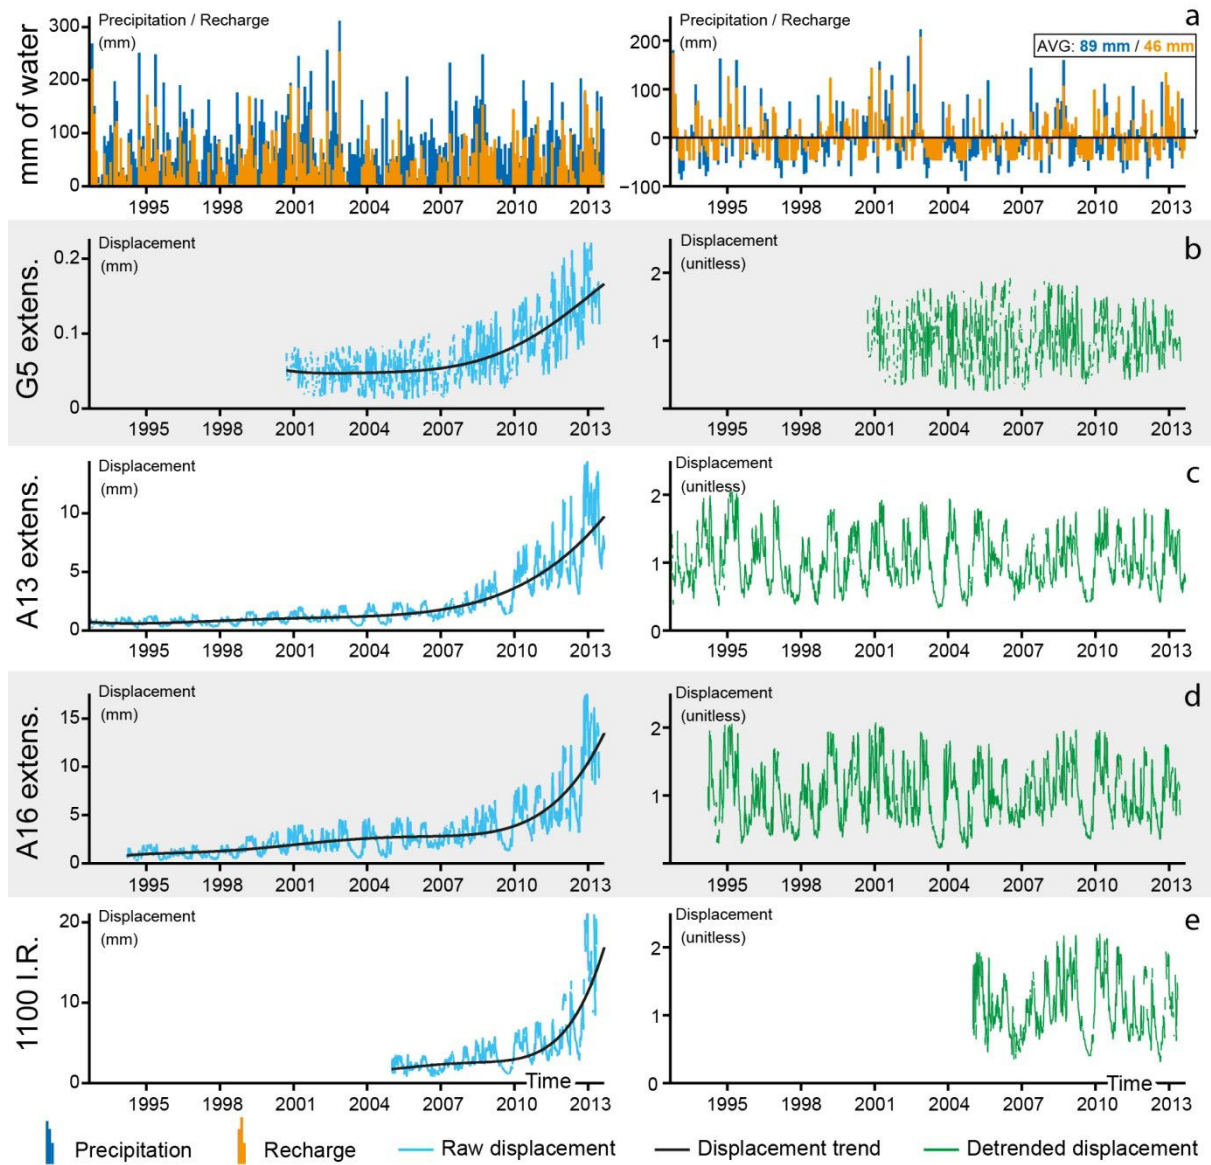 mm of water
Precipitation / Recharge
(mm)
300
200
100
0
1995 1998 2001 2004 2007 2010 2013
Precipitation / Recharge
(mm)
a
AVG: 89 mm / 46 mm
200
100
0
−100
1995 1998 2001 2004 2007 2010 2013
G5 extens.
Displacement
(mm)
0.2
0.1
0
1995 1998 2001 2004 2007 2010 2013
Displacement
(unitless)
b
2
1
1995 1998 2001 2004 2007 2010 2013
A13 extens.
Displacement
(mm)
10
5
0
1995 1998 2001 2004 2007 2010 2013
Displacement
(unitless)
c
2
1
0
1995 1998 2001 2004 2007 2010 2013
A16 extens.
Displacement
(mm)
15
10
5
0
1995 1998 2001 2004 2007 2010 2013
Displacement
(unitless)
d
2
1
1995 1998 2001 2004 2007 2010 2013
1100 I.R.
Displacement
(mm)
20
10
0
Time
1995 1998 2001 2004 2007 2010 2013
Displacement
(unitless)
e
2
1
0
Time
1995 1998 2001 2004 2007 2010 2013
Precipitation Recharge Raw displacement Displacement trend Detrended displacement